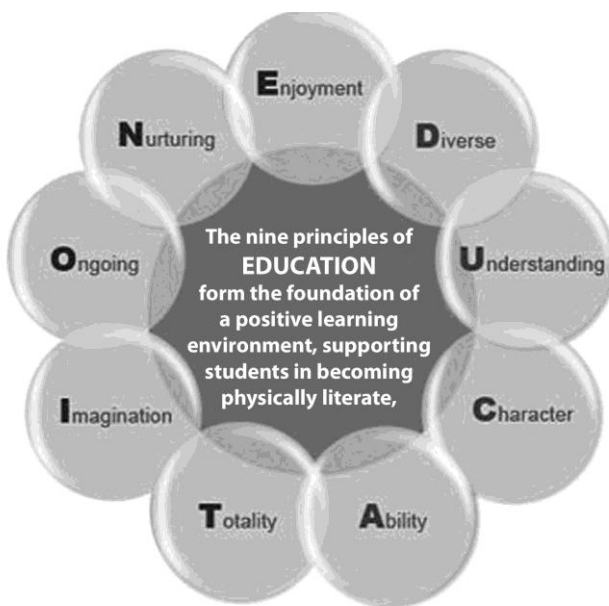 Enjoyment
Diverse
Understanding
Character
Ability
Totality
Imagination
Ongoing
Nurturing
The nine principles of
EDUCATION
form the foundation of
a positive learning
environment, supporting
students in becoming
physically literate,